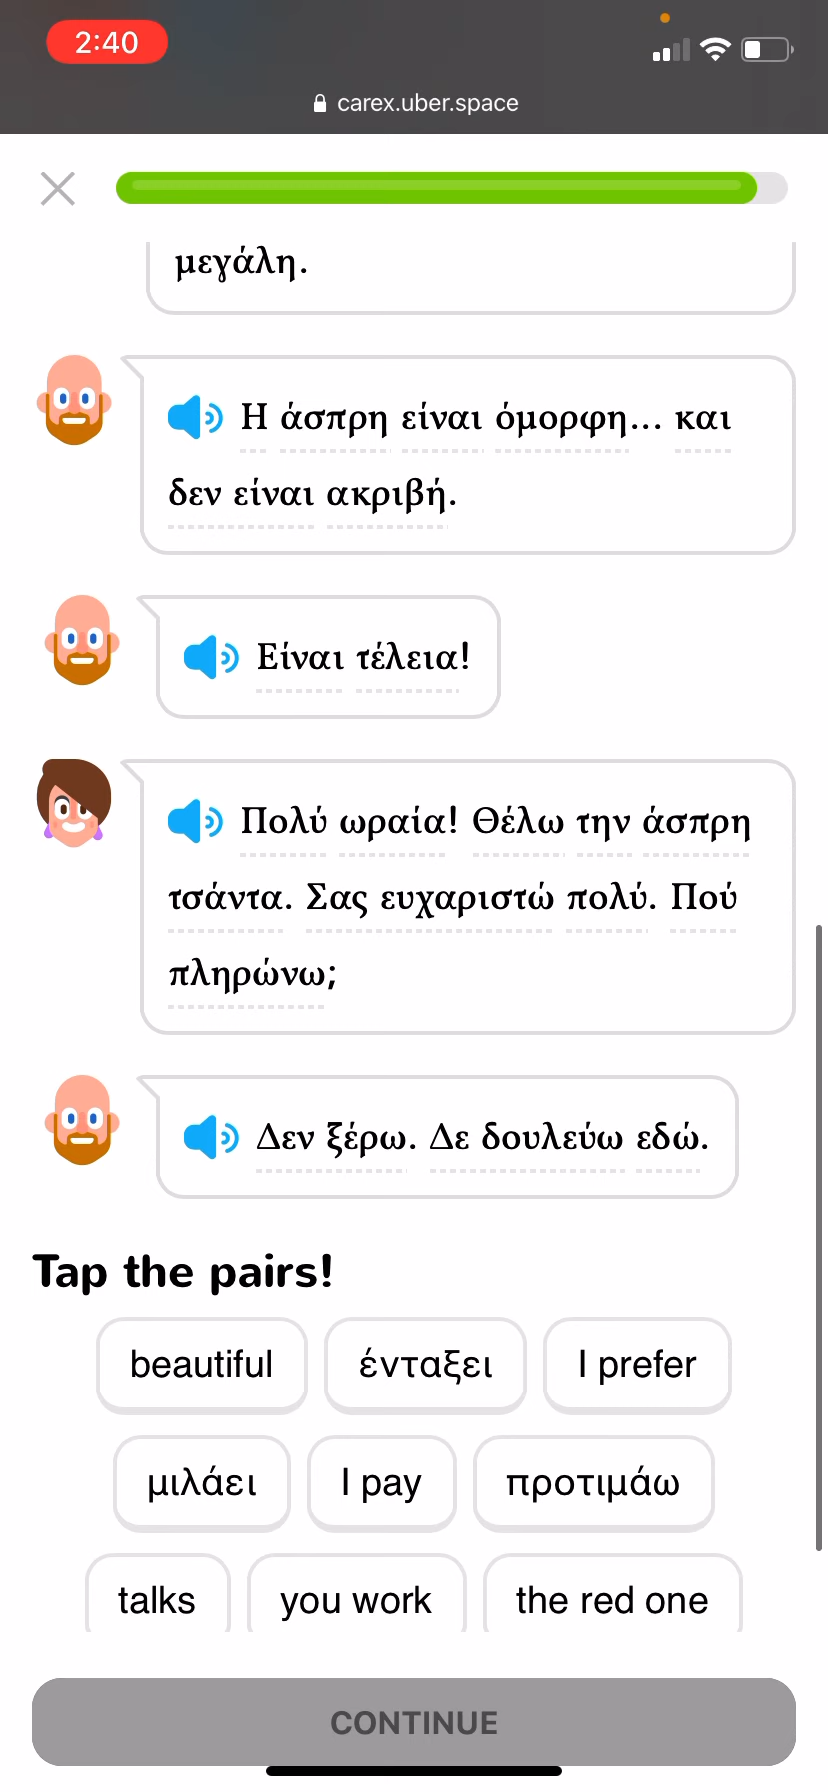 2:40
carex.uber.space
μεγάλη.
Η άσπρη είναι όμορφη... και
δεν είναι ακριβή.
Είναι τέλεια!
Πολύ ωραία! Θέλω την άσπρη
τσάντα. Σας ευχαριστώ πολύ. Πού
πληρώνω;
Δεν ξέρω. Δε δουλεύω εδώ.
Tap the pairs!
beautiful ένταξει I prefer
μιλάει I pay προτιμάω
talks you work the red one
CONTINUE